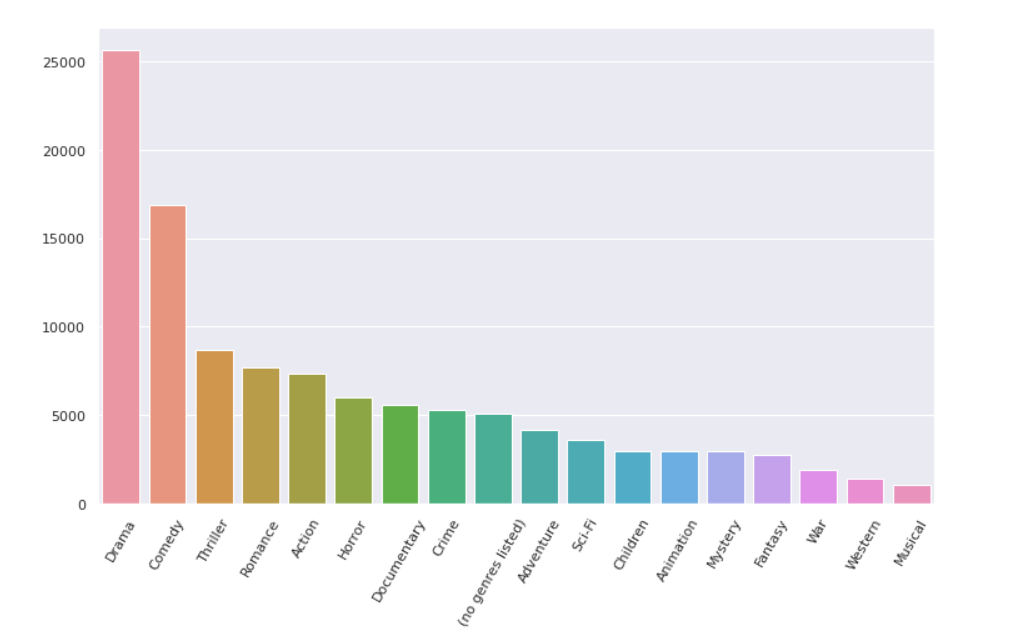 25000
20000
15000
10000
5000
0
Drama
Comedy
Thriller
Romance
Action
Horror
Documentary
Crime
(no genres listed)
Adventure
Sci-Fi
Children
Animation
Mystery
Fantasy
War
Western
Musical